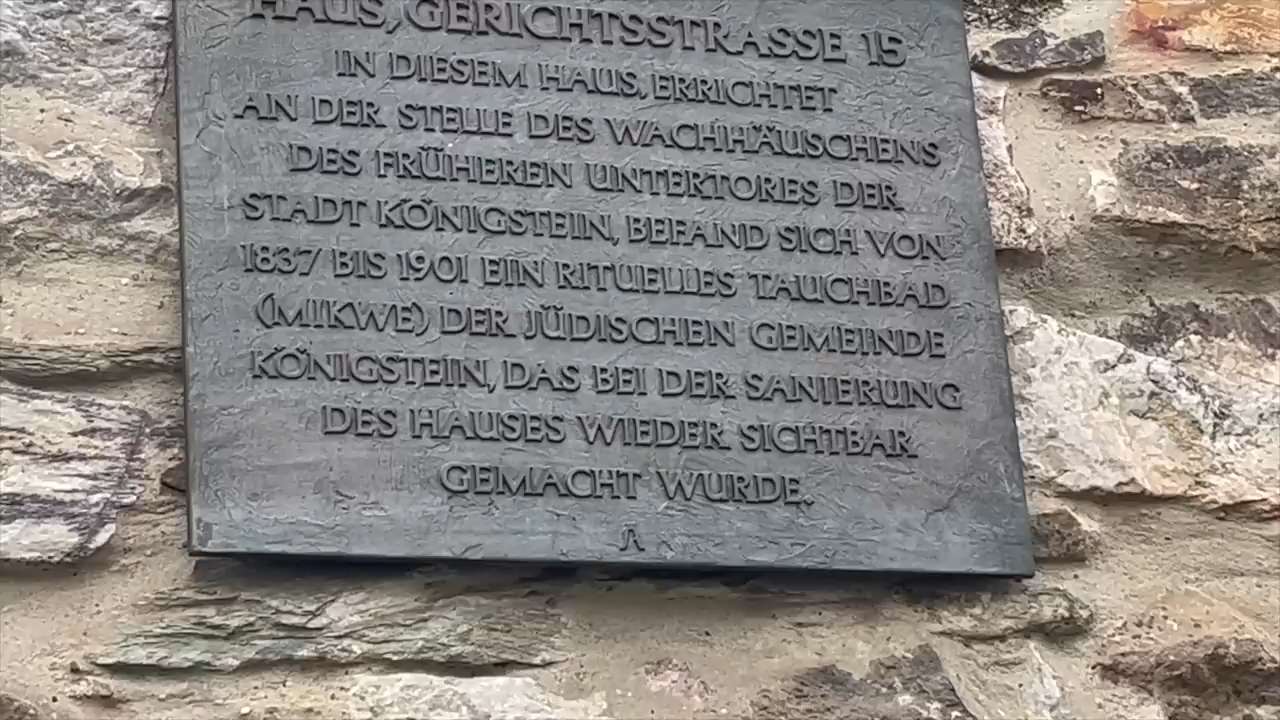 HAUS, GERICHTSSTRASSE 15
IN DIESEM HAUS, ERRICHTET
AN DER STELLE DES WACHHÄUSCHENS
DES FRÜHEREN UNTERTORES DER
STADT KÖNIGSTEIN, BEFAND SICH VON
1837 BIS 1901 EIN RITUELLES TAUCHBAD
(MIKWE) DER JÜDISCHEN GEMEINDE
KÖNIGSTEIN, DAS BEI DER SANIERUNG
DES HAUSES WIEDER SICHTBAR
GEMACHT WURDE.